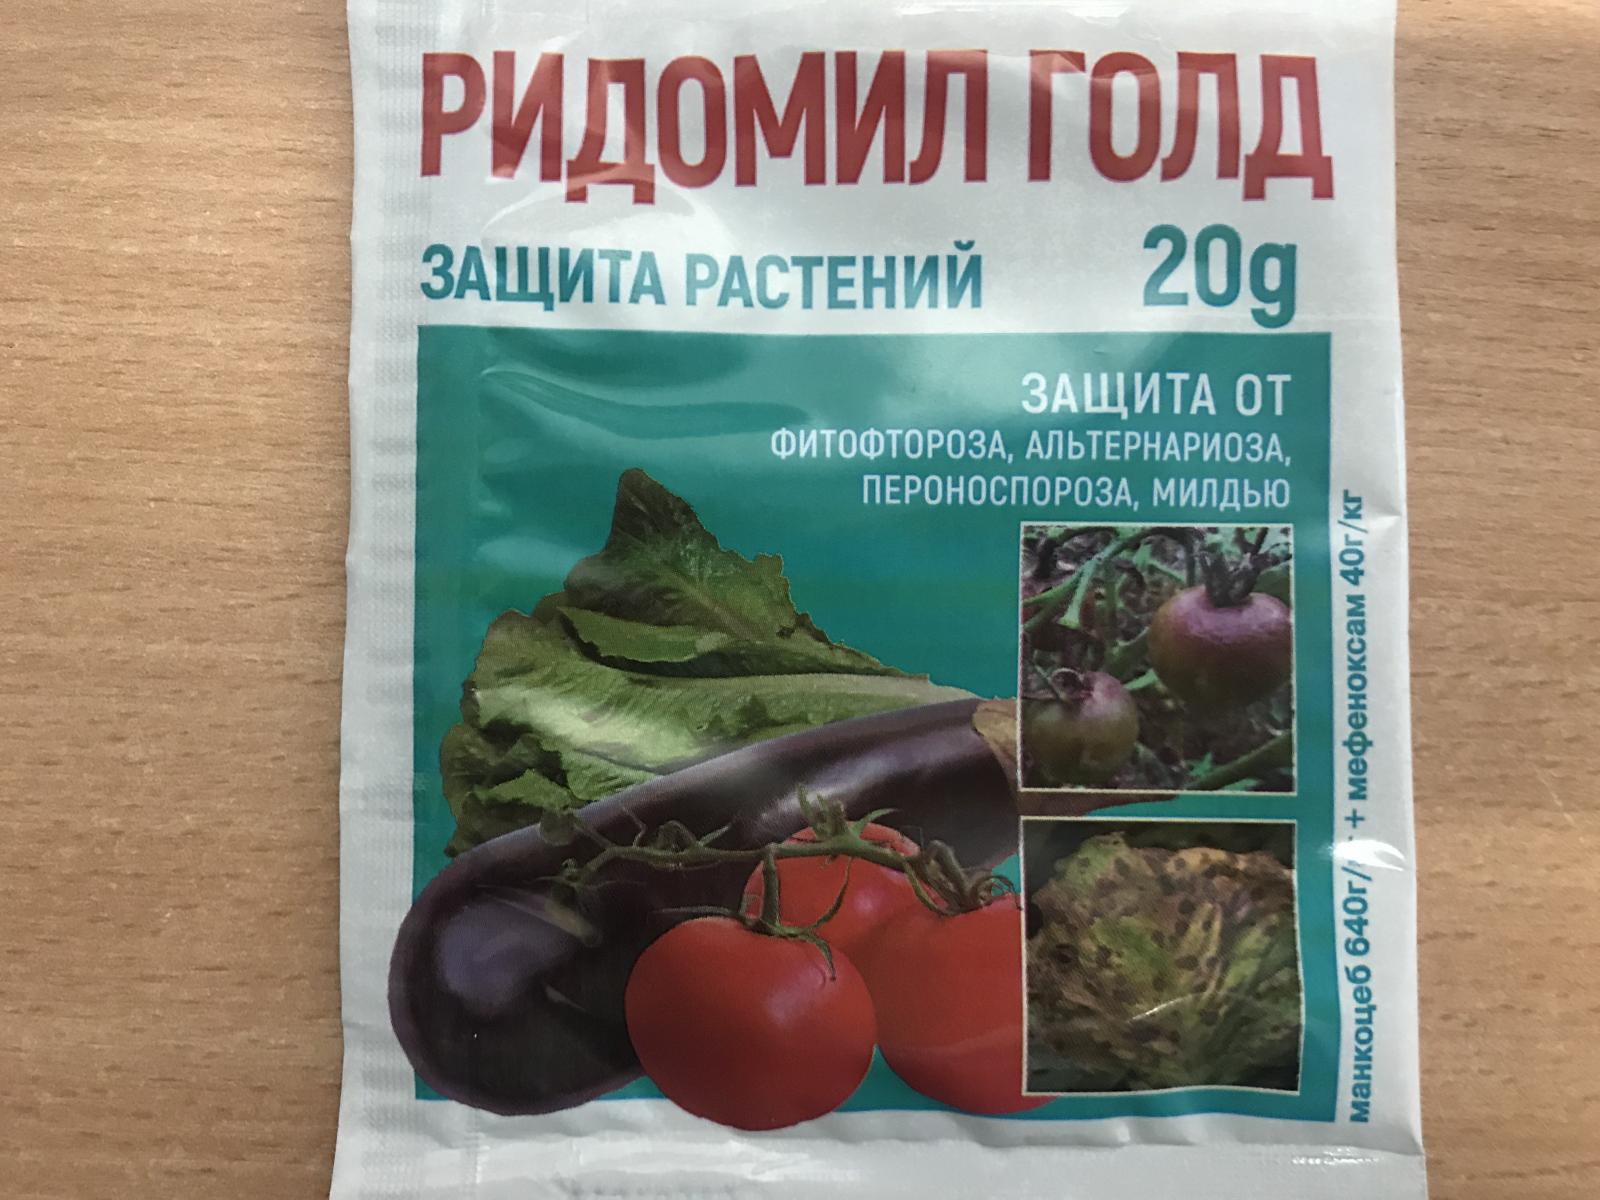 РИДОМИЛ ГОЛД
ЗАЩИТА РАСТЕНИЙ
20g
ЗАЩИТА ОТ
ФИТОФТОРОЗА, АЛЬТЕРНАРИОЗА,
ПЕРОНОСПОРОЗА, МИЛДЬЮ
манкоцеб 640г/ + мефеноксам 40г/кг